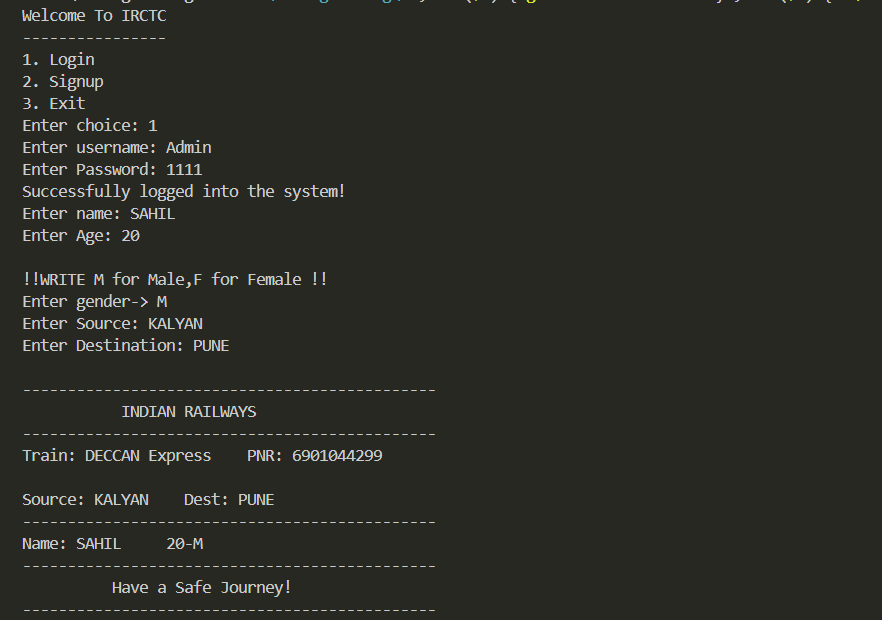 Welcome To IRCTC
----------------
1. Login
2. Signup
3. Exit
Enter choice: 1
Enter username: Admin
Enter Password: 1111
Successfully logged into the system!
Enter name: SAHIL
Enter Age: 20
!!WRITE M for Male,F for Female !!
Enter gender-> M
Enter Source: KALYAN
Enter Destination: PUNE
----------------------------------------------
INDIAN RAILWAYS
----------------------------------------------
Train: DECCAN Express    PNR: 6901044299
Source: KALYAN    Dest: PUNE
----------------------------------------------
Name: SAHIL     20-M
----------------------------------------------
Have a Safe Journey!
----------------------------------------------